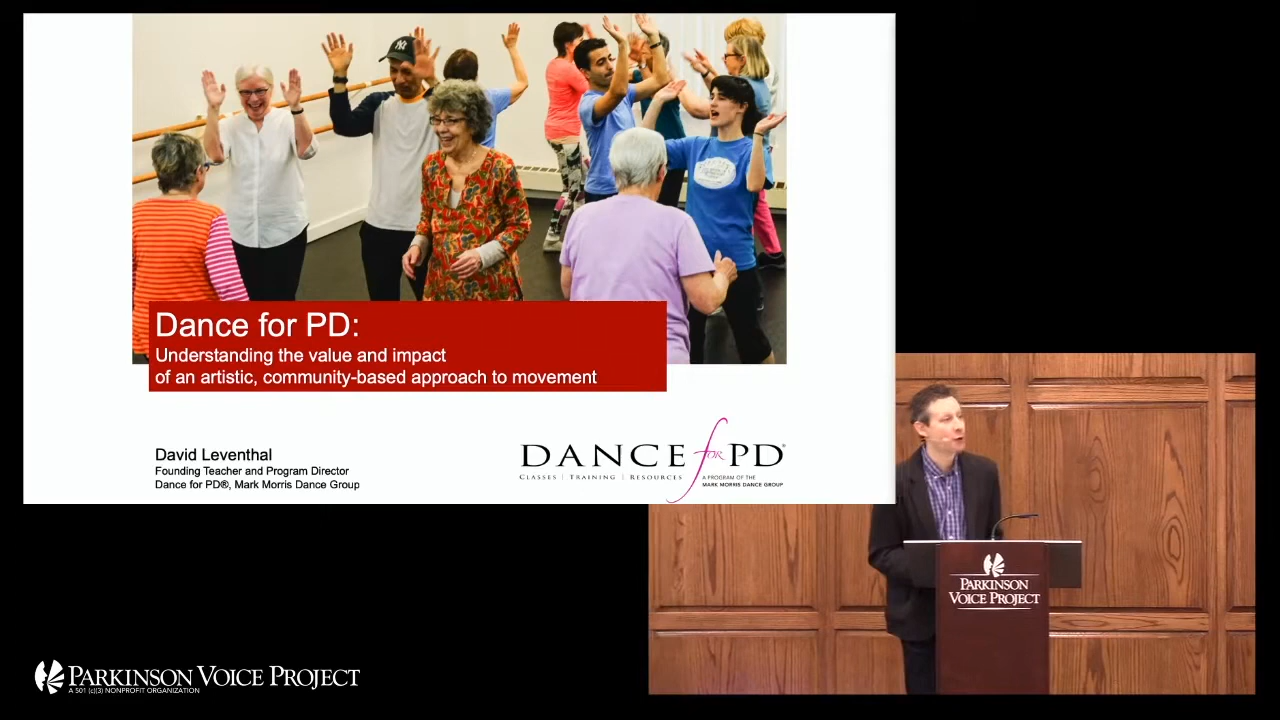 Dance for PD:
Understanding the value and impact
of an artistic, community-based approach to movement
David Leventhal
Founding Teacher and Program Director
Dance for PD®, Mark Morris Dance Group
DANCE for PD®
CLASSES | TRAINING | RESOURCES
A PROGRAM OF THE
MARK MORRIS DANCE GROUP
PARKINSON
VOICE PROJECT
PARKINSON VOICE PROJECT
A 501 (c)(3) NONPROFIT ORGANIZATION